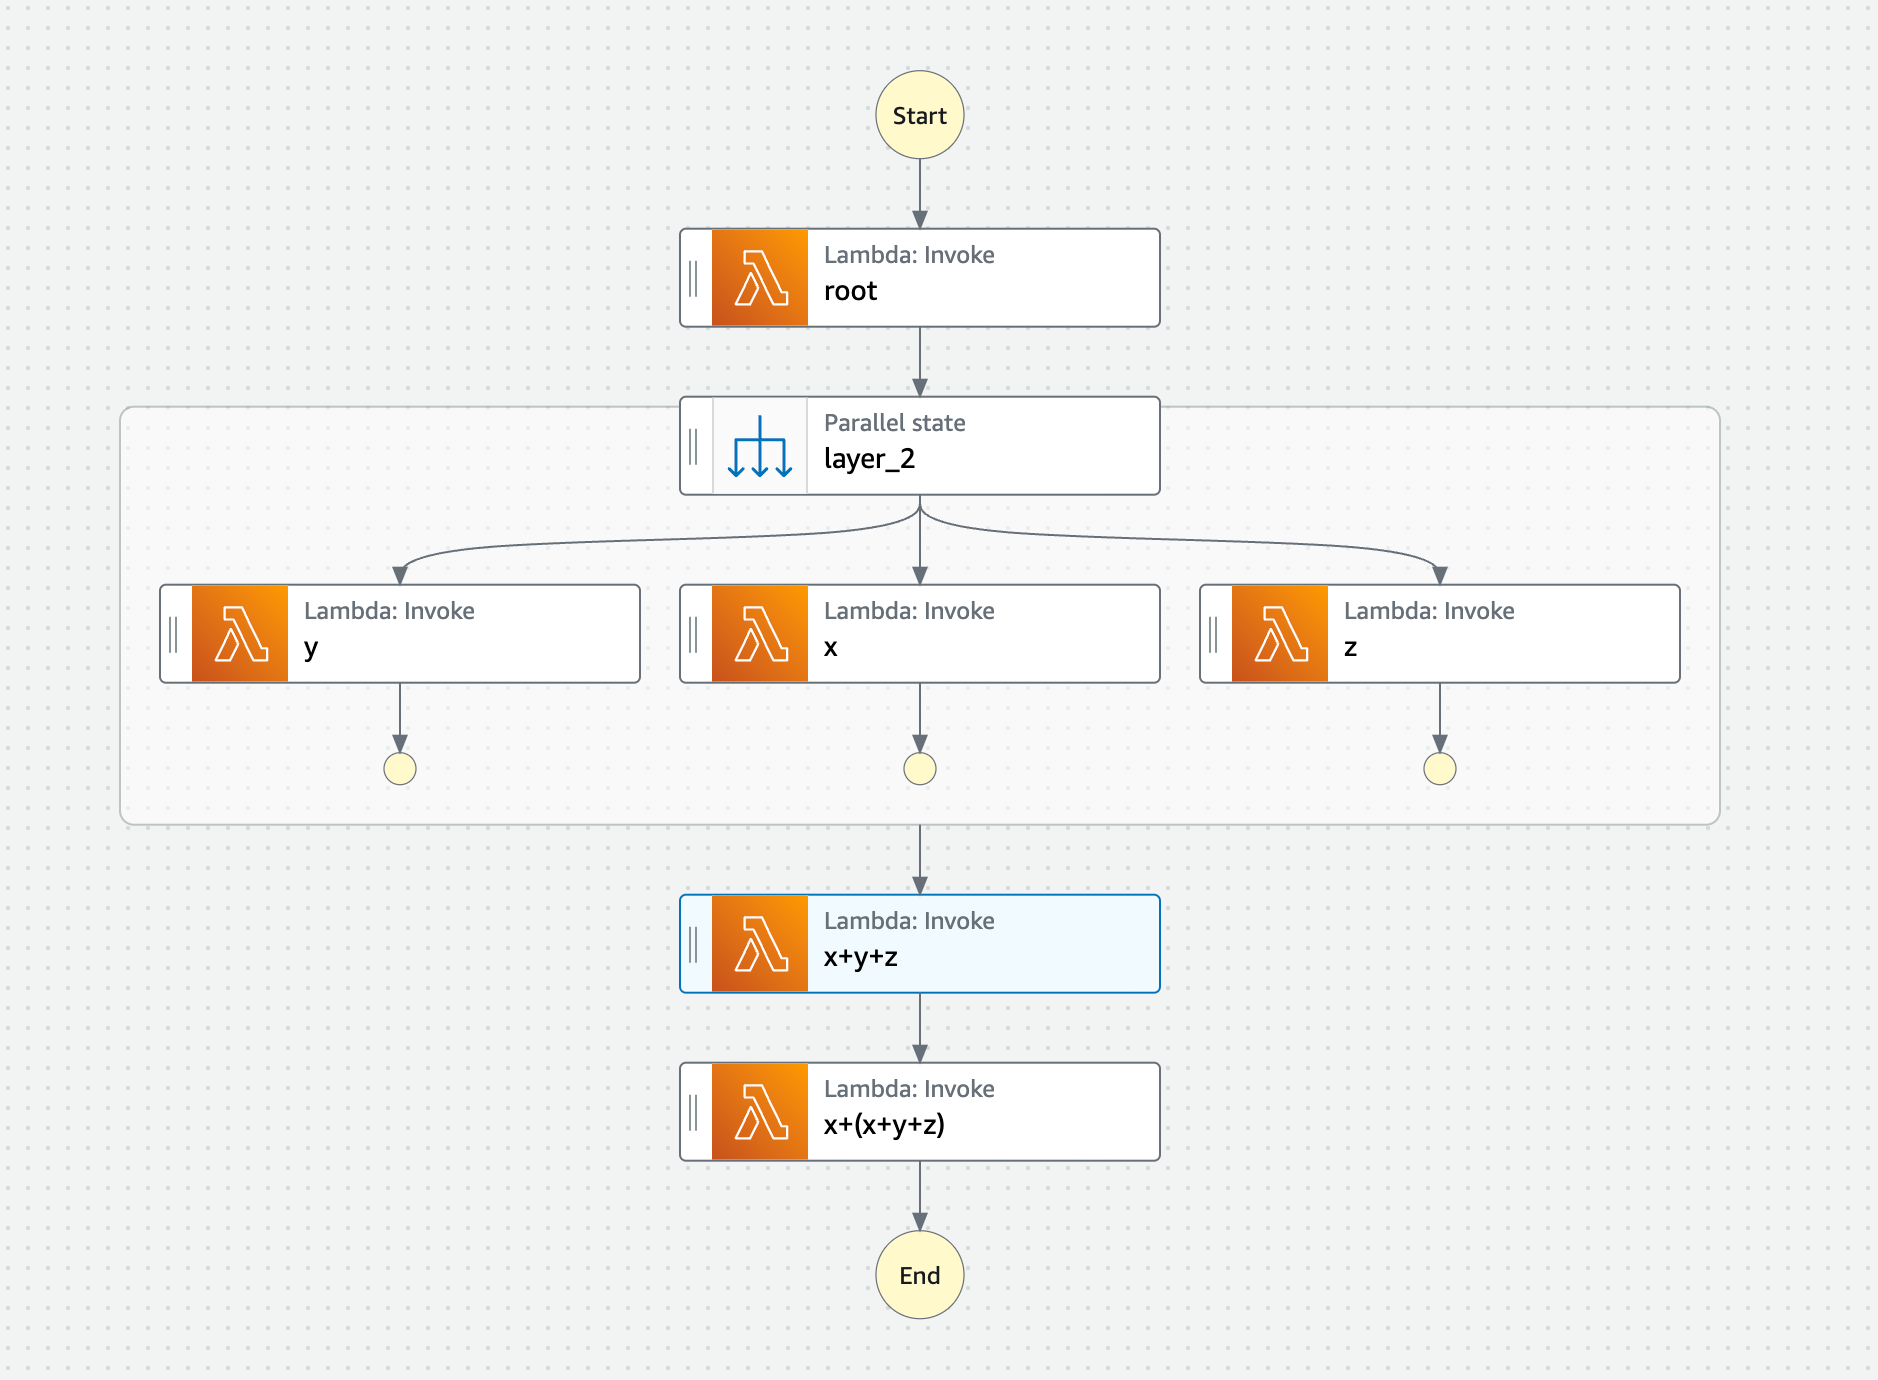 Start
Lambda: Invoke
root
Parallel state
layer_2
Lambda: Invoke
y
Lambda: Invoke
x
Lambda: Invoke
z
Lambda: Invoke
x+y+z
Lambda: Invoke
x+(x+y+z)
End